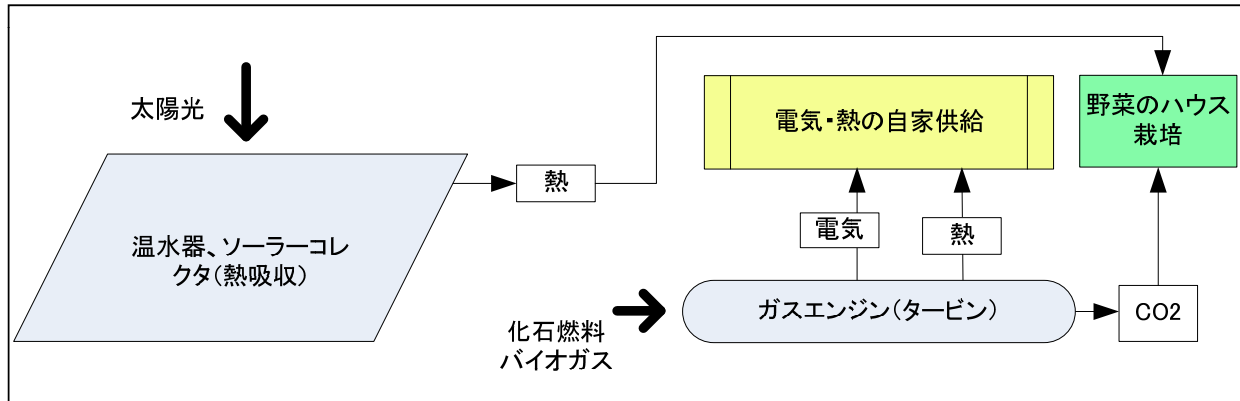 太陽光
温水器、ソーラーコレ
クタ(熱吸収)
熱
電気・熱の自家供給
野菜のハウス
栽培
電気
熱
化石燃料
バイオガス
ガスエンジン(タービン)
CO2